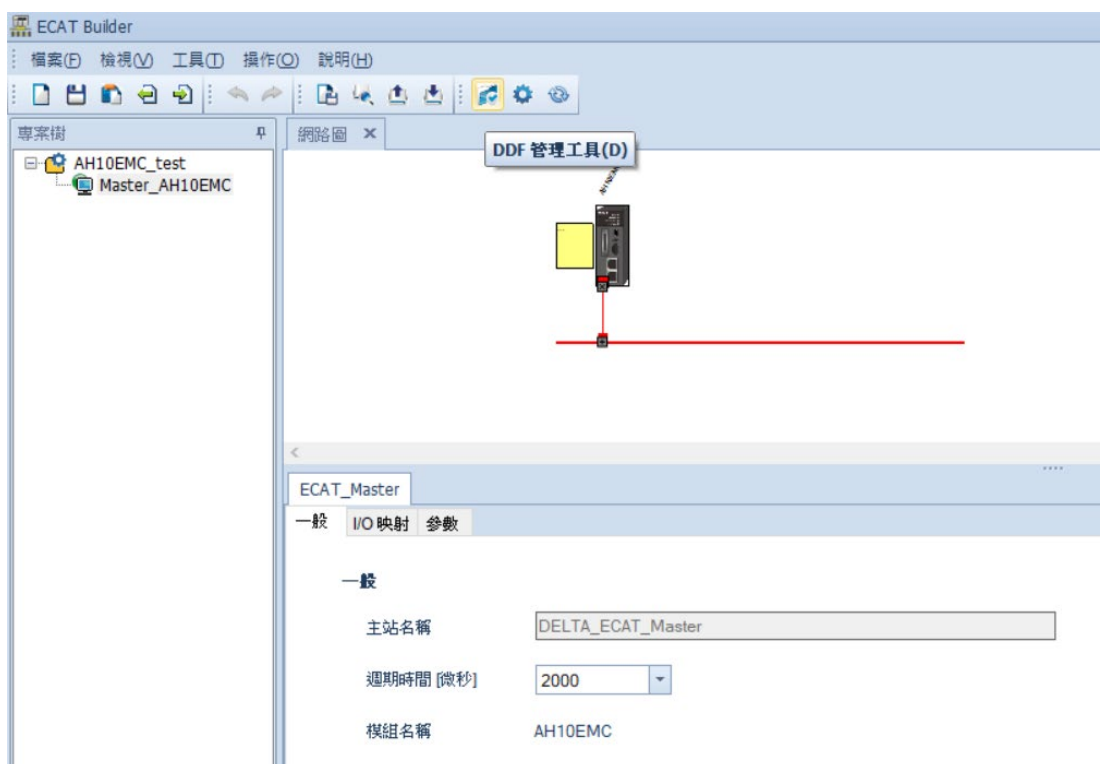 ECAT Builder
檔案(F) 檢視(V) 工具(T) 操作(O) 說明(H)
專案樹
網路圖
DDF 管理工具(D)
AH10EMC_test
Master_AH10EMC
ECAT_Master
一般 I/O 映射 參數
一般
主站名稱 DELTA_ECAT_Master
週期時間 [微秒] 2000
模組名稱 AH10EMC